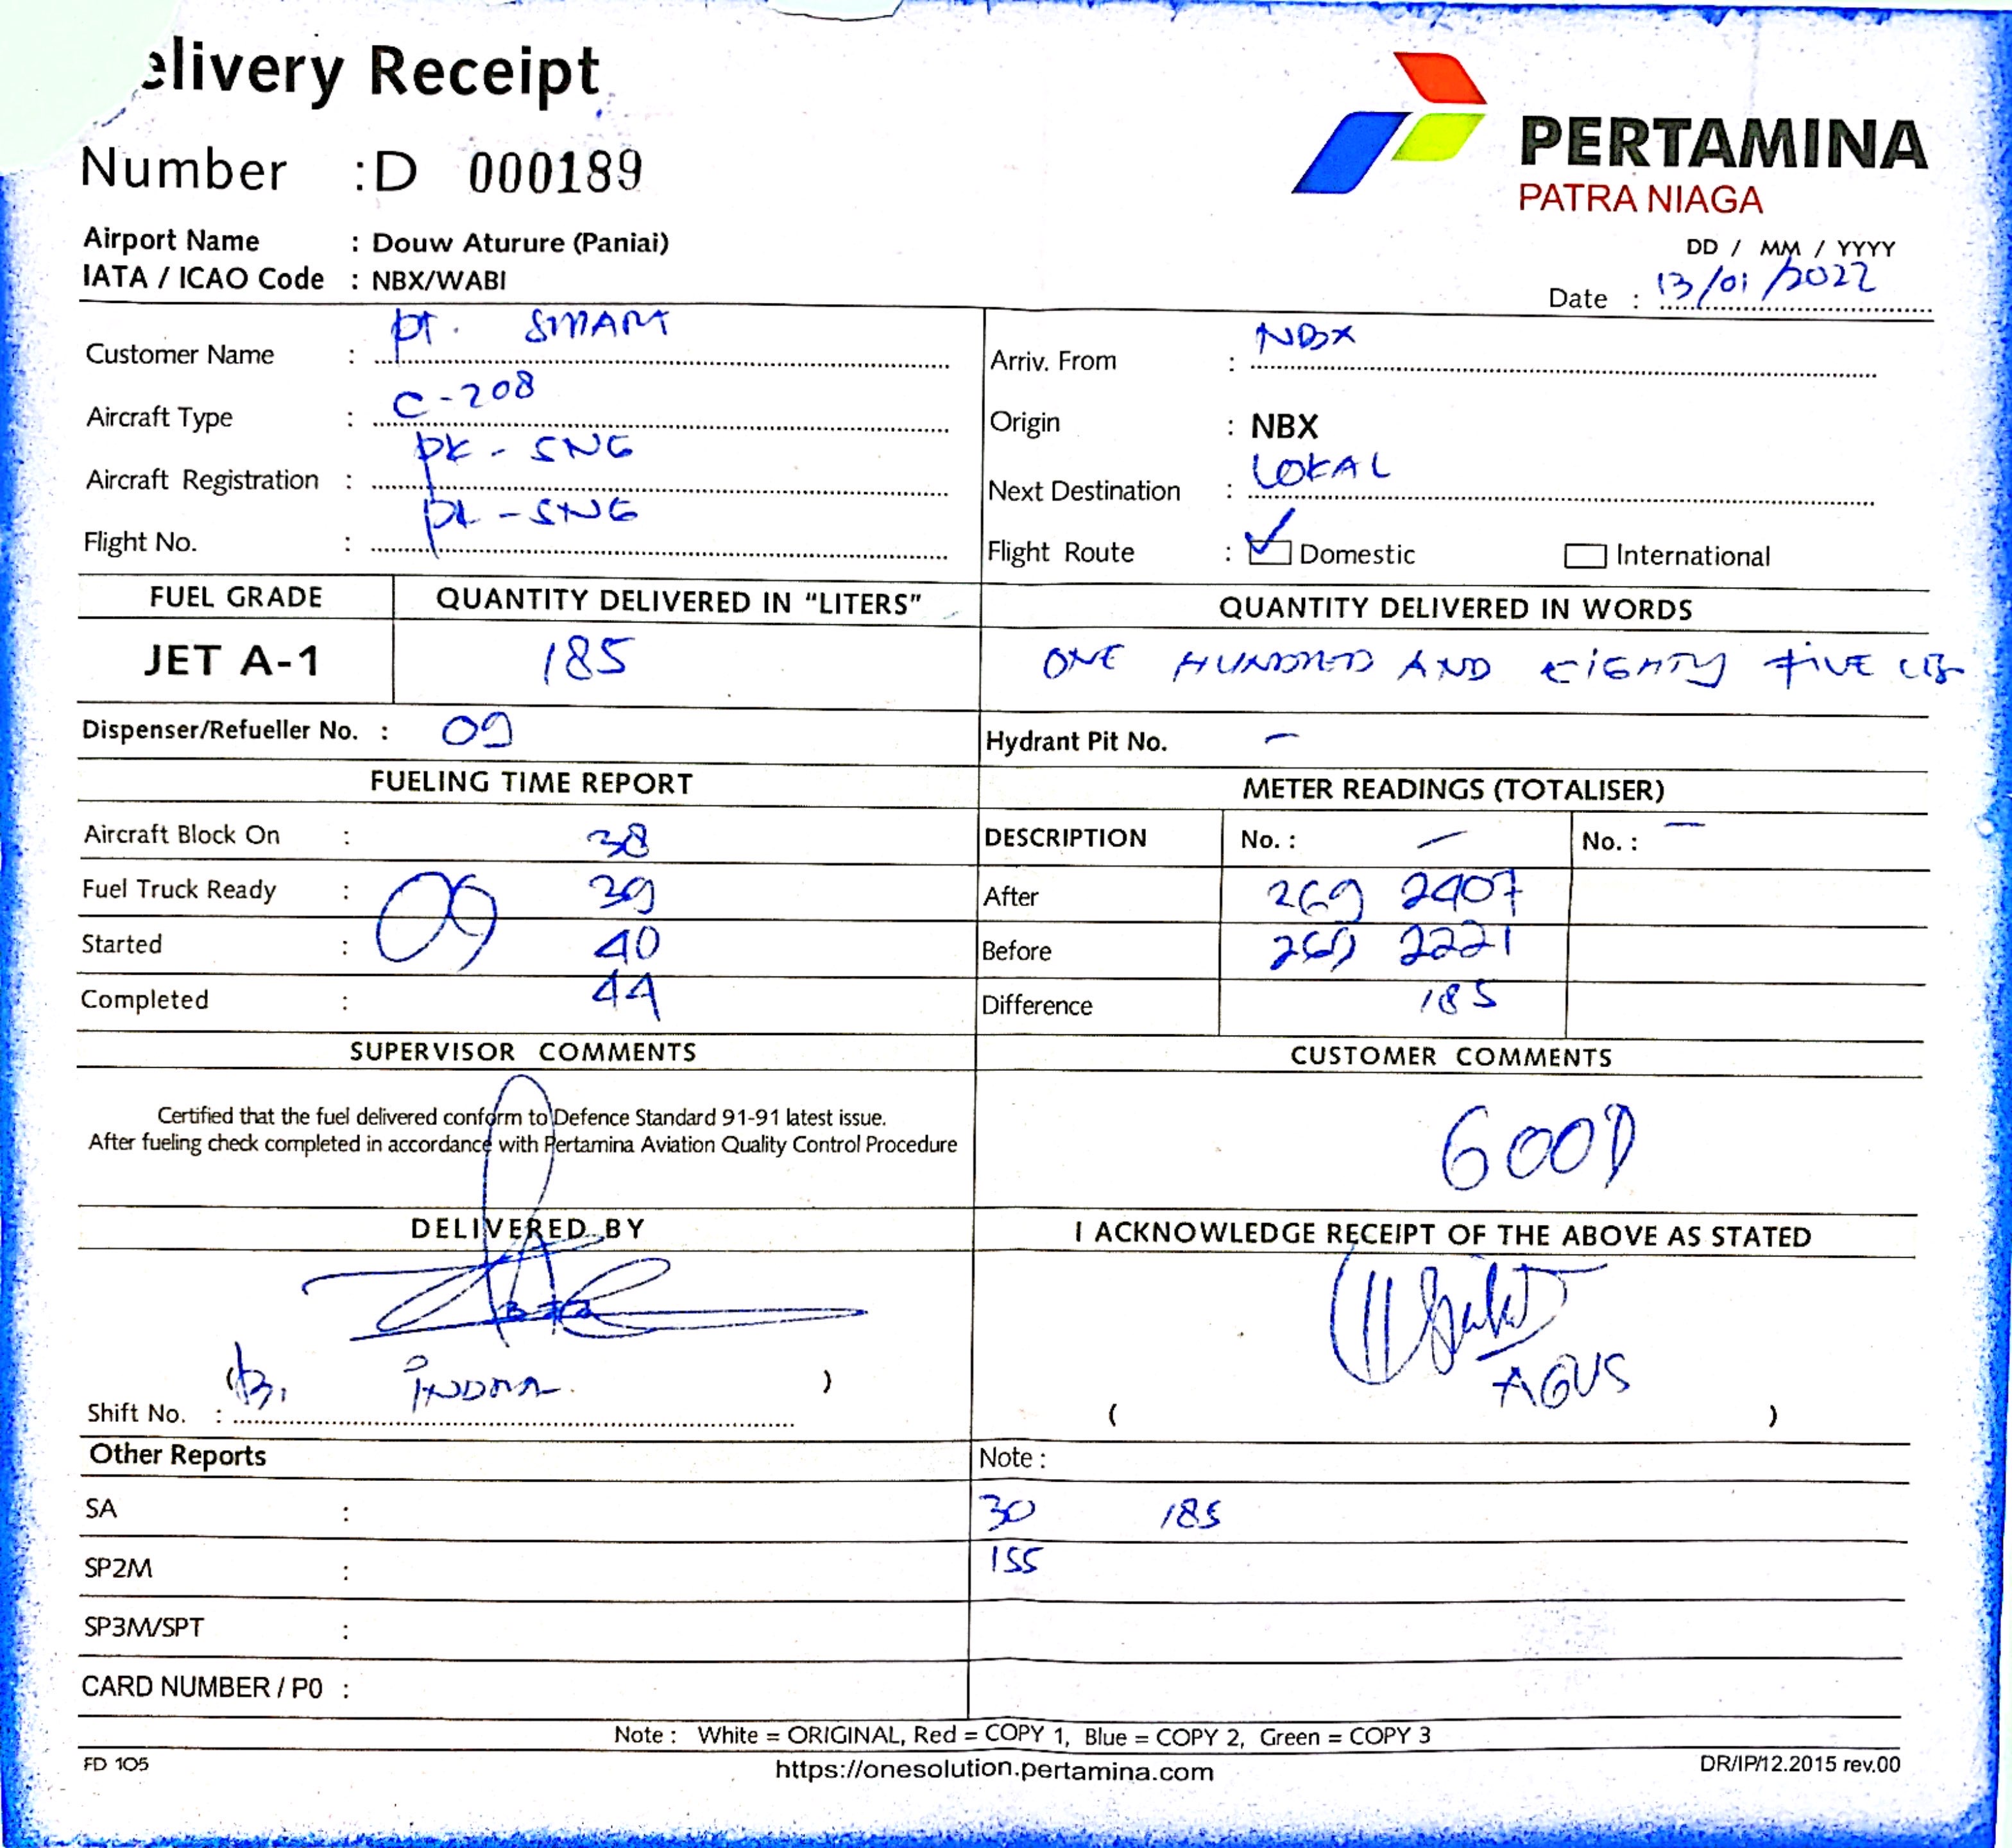 elivery Receipt
Number : D 000189
PERTAMINA
PATRA NIAGA
Airport Name : Douw Aturure (Paniai)
IATA / ICAO Code : NBX/WABI
DD / MM / YYYY
Date : 13/01/2022
Customer Name : PT. SMART
Arriv. From : NBX
Aircraft Type : C-208
Origin : NBX
Aircraft Registration : PK - SNG
Next Destination : LOKAL
Flight No. : PK - SNG
Flight Route : Domestic International
FUEL GRADE QUANTITY DELIVERED IN "LITERS" QUANTITY DELIVERED IN WORDS
JET A-1 185 ONE HUNDRED AND EIGHTY FIVE
Dispenser/Refueller No. : 09
Hydrant Pit No. -
FUELING TIME REPORT METER READINGS (TOTALISER)
Aircraft Block On : 38 DESCRIPTION No. : - No. : -
Fuel Truck Ready : 09 39 After 269 2407
Started : 40 Before 269 2221
Completed : 44 Difference 185
SUPERVISOR COMMENTS CUSTOMER COMMENTS
Certified that the fuel delivered conform to Defence Standard 91-91 latest issue.
After fueling check completed in accordance with Pertamina Aviation Quality Control Procedure
GOOD
DELIVERED BY I ACKNOWLEDGE RECEIPT OF THE ABOVE AS STATED
INDRA )
AGUS
Shift No. :
( )
Other Reports Note :
SA : 30 185
SP2M : 155
SP3M/SPT :
CARD NUMBER / P0 :
Note : White = ORIGINAL, Red = COPY 1, Blue = COPY 2, Green = COPY 3
FD 105 https://onesolution.pertamina.com DR/IP/12.2015 rev.00